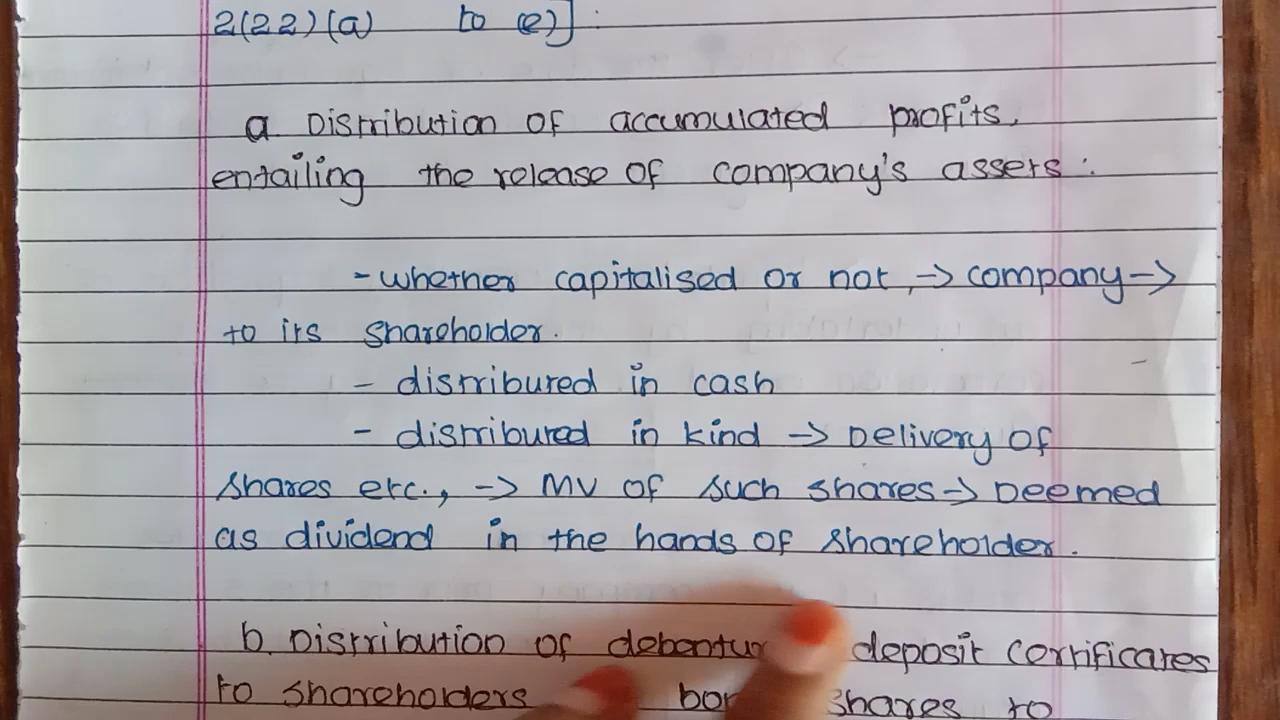 2(22)(a) to (e)] :
a Distribution of accumulated profits,
entailing the release of company's assets :
- whether capitalised or not, -> company ->
to its shareholder.
- distributed in cash
- distributed in kind -> Delivery of
shares etc., -> MV of such shares -> Deemed
as dividend in the hands of shareholder.
b. Distribution of deposit certificates
to shareholders shares to